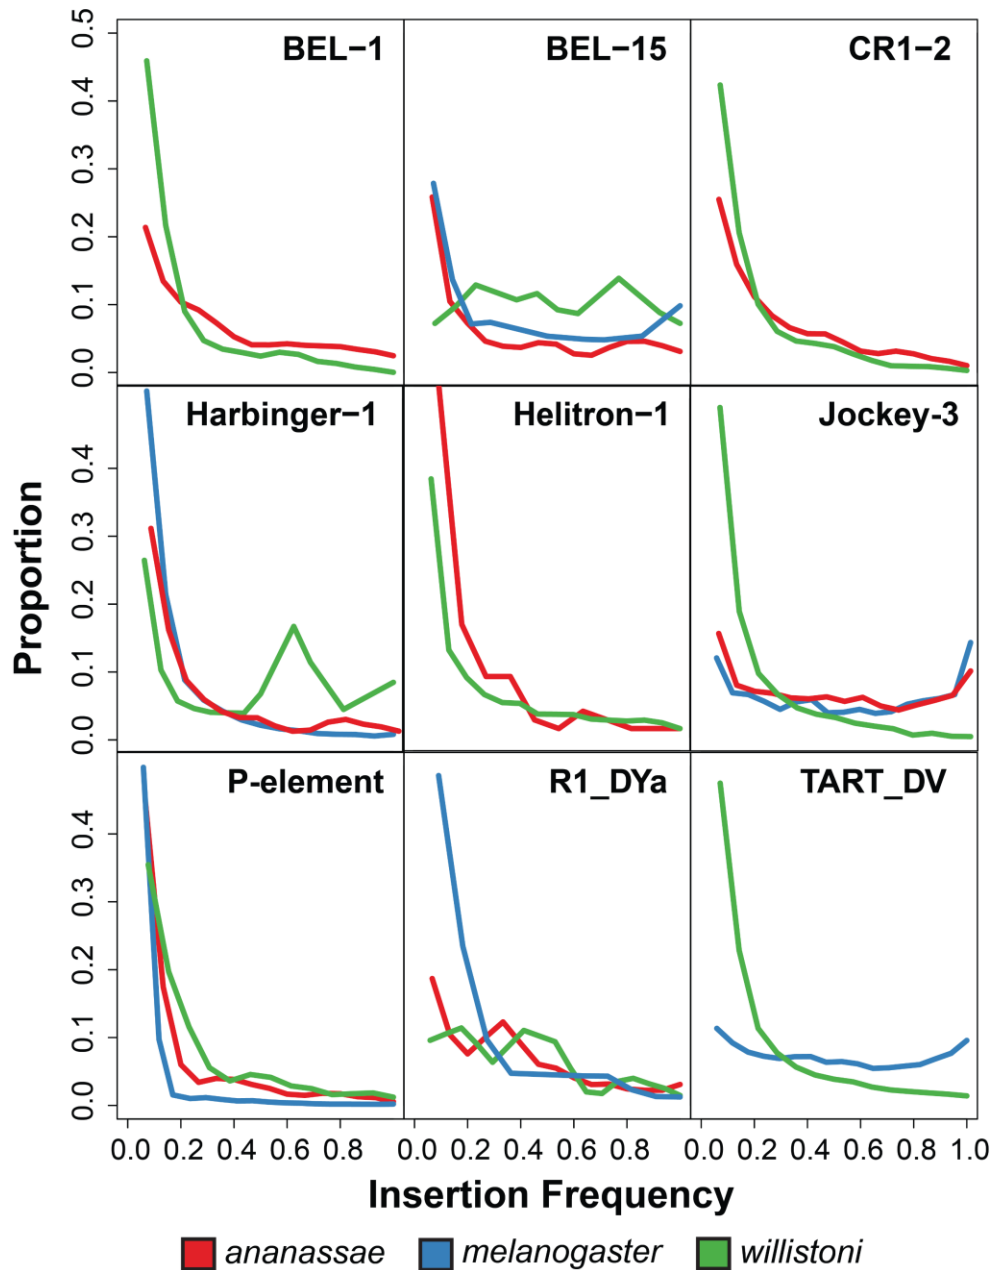 BEL−1
BEL−15
CR1−2
0.5
0.4
0.3
0.2
0.1
0.0
Harbinger−1
Helitron−1
Jockey-3
0.4
0.3
0.2
0.1
0.0
P-element
R1_DYa
TART_DV
0.4
0.3
0.2
0.1
0.0
Proportion
0.0 0.2 0.4 0.6 0.8
0.0 0.2 0.4 0.6 0.8
0.0 0.2 0.4 0.6 0.8 1.0
Insertion Frequency
ananassae melanogaster willistoni